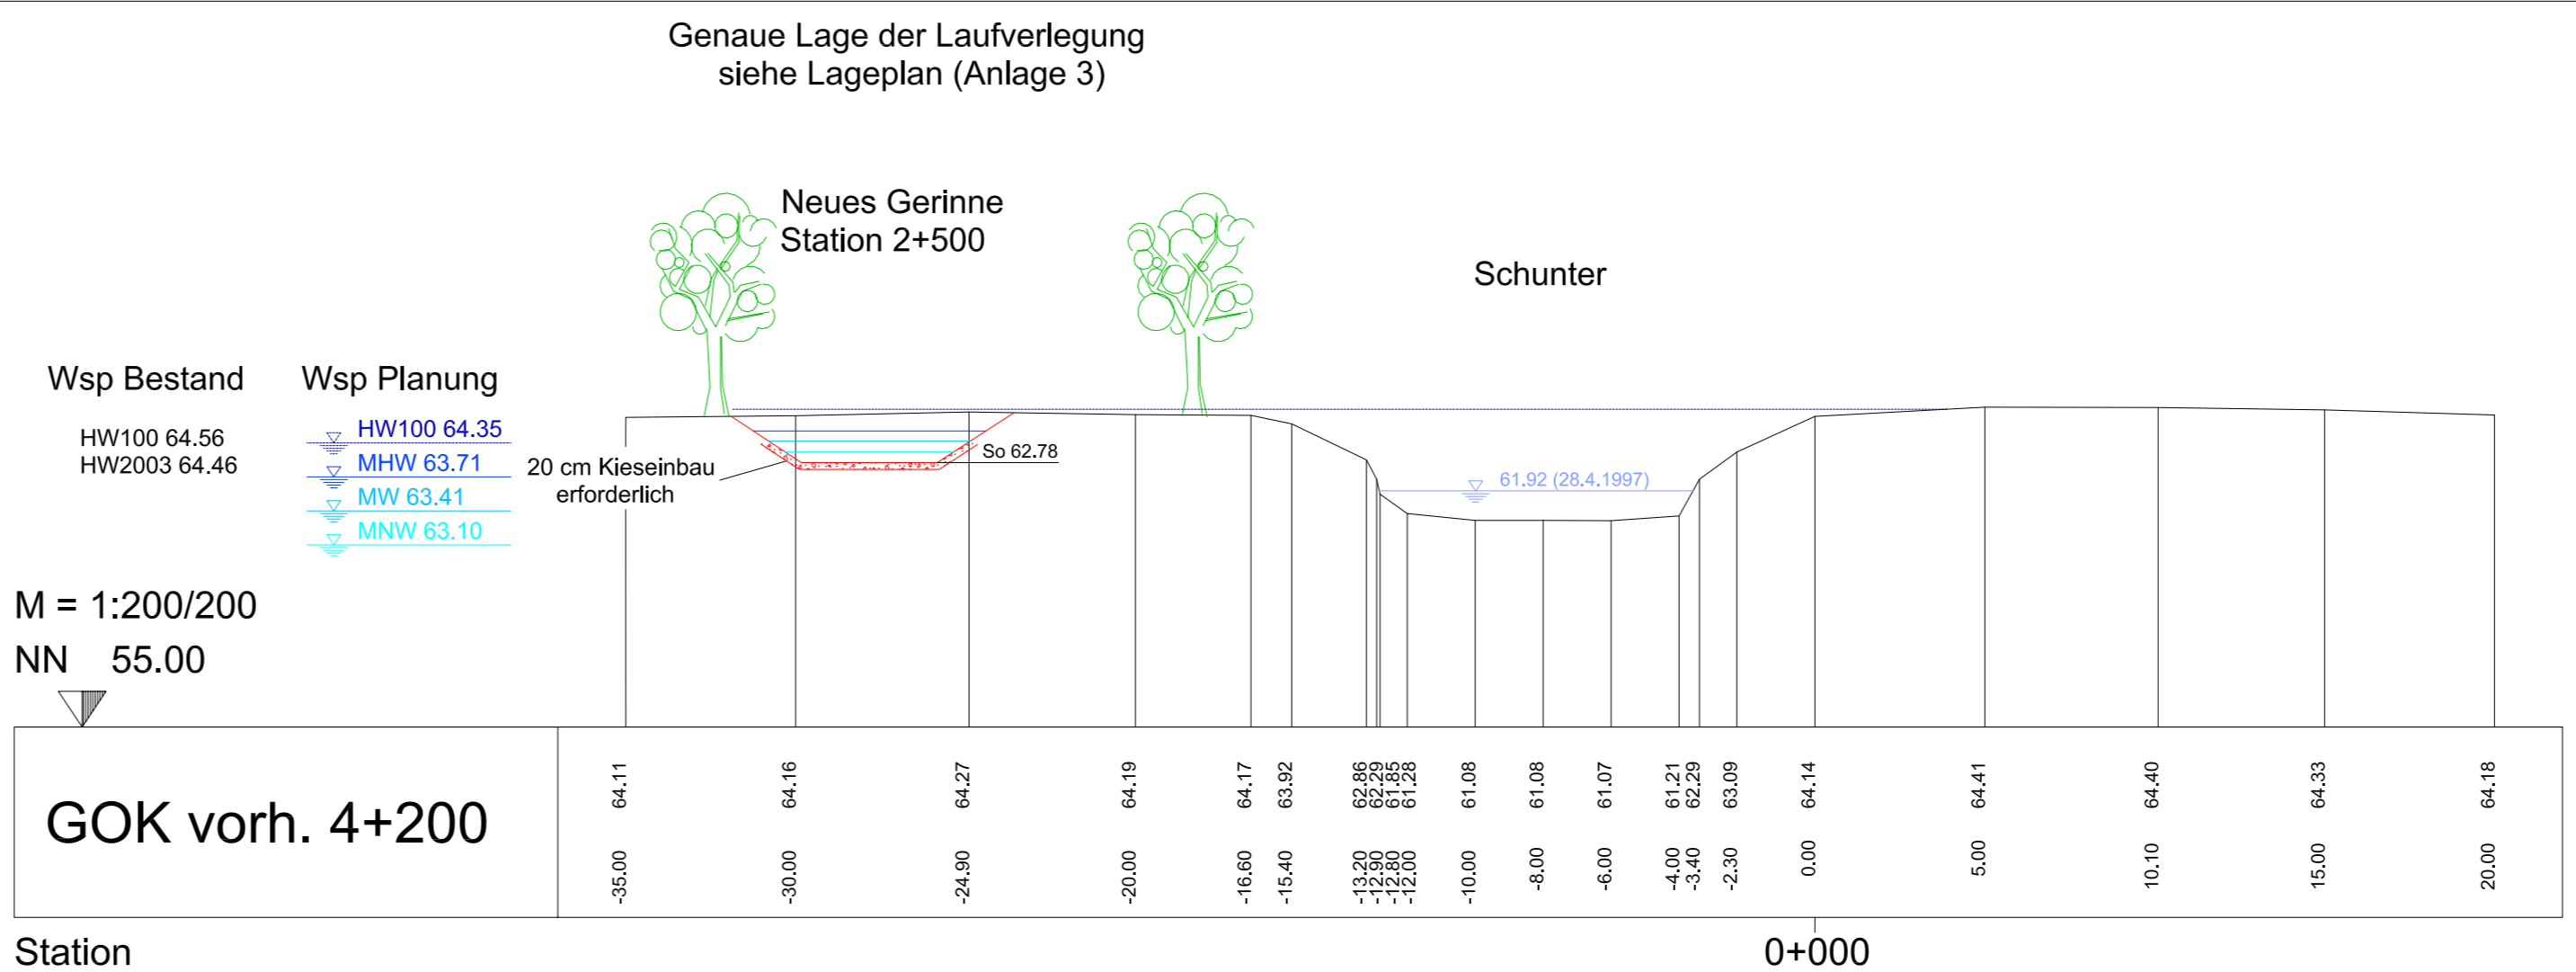 Genaue Lage der Laufverlegung
siehe Lageplan (Anlage 3)
Neues Gerinne
Station 2+500
Schunter
Wsp Bestand
HW100 64.56
HW2003 64.46
Wsp Planung
HW100 64.35
MHW 63.71
MW 63.41
MNW 63.10
20 cm Kieseinbau
erforderlich
So 62.78
61.92 (28.4.1997)
M = 1:200/200
NN 55.00
GOK vorh. 4+200
64.11 64.16 64.27 64.19 64.17 63.92 62.86 62.29 61.85 61.28 61.08 61.08 61.07 61.21 62.29 63.09 64.14 64.41 64.40 64.33 64.18
-35.00 -30.00 -24.90 -20.00 -16.60 -15.40 -13.20 -12.90 -12.80 -12.00 -10.00 -8.00 -6.00 -4.00 -3.40 -2.30 0.00 5.00 10.10 15.00 20.00
Station
0+000